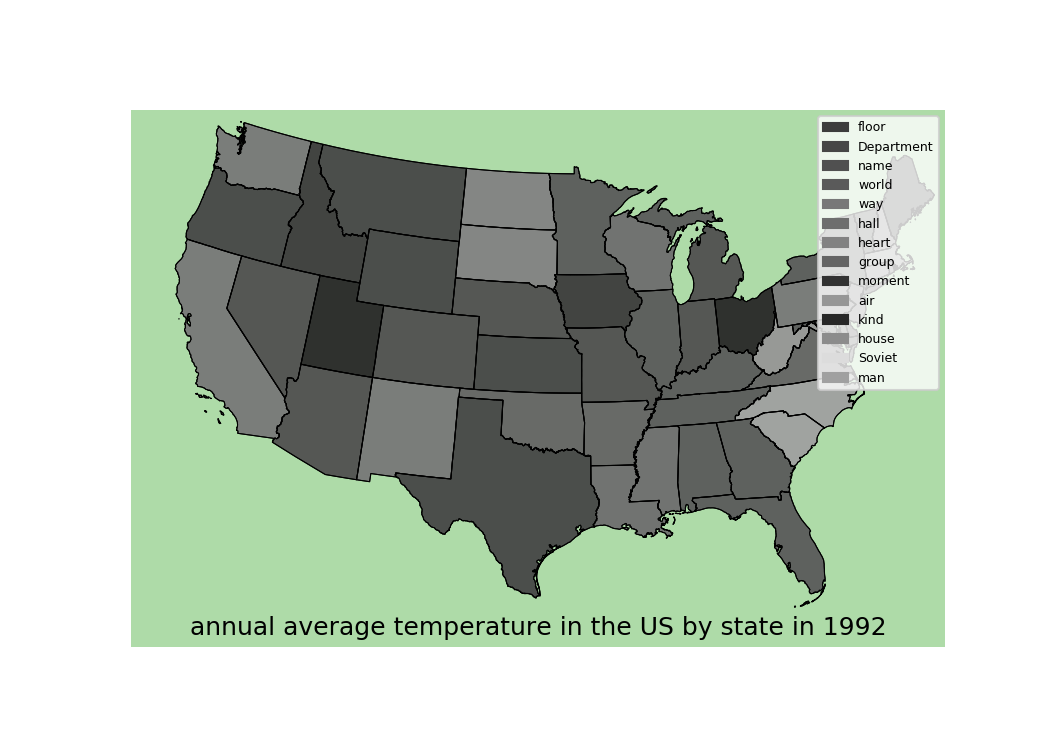 floor
Department
name
world
way
hall
heart
group
moment
air
kind
house
Soviet
man
annual average temperature in the US by state in 1992